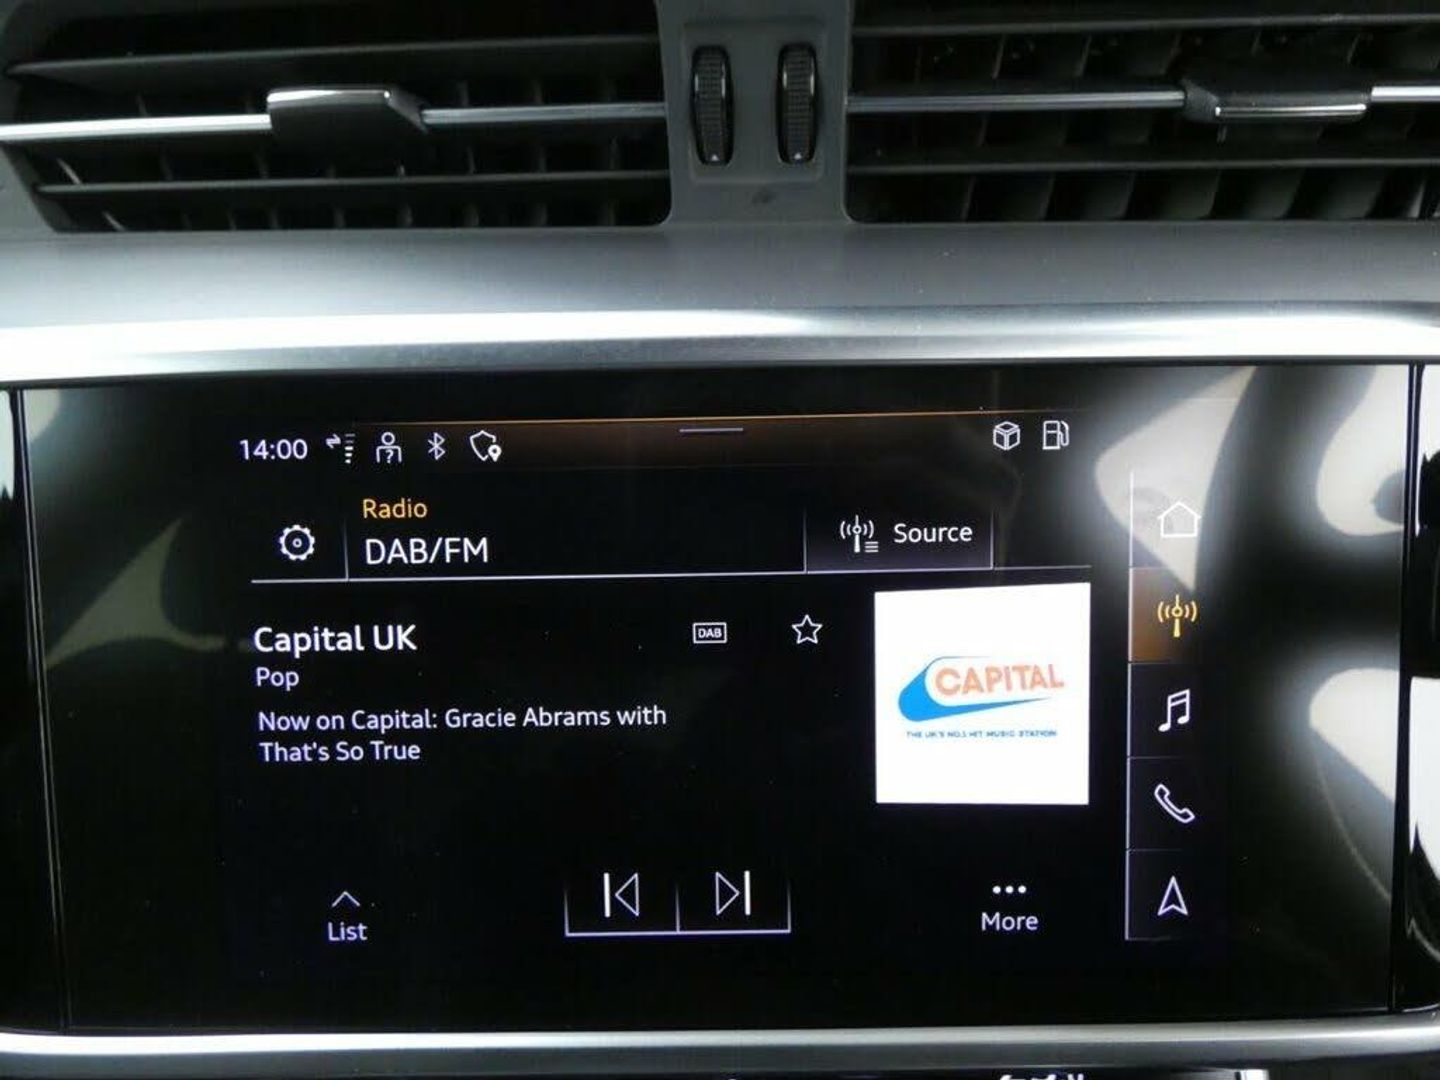 14:00
Radio
DAB/FM
Source
Capital UK
DAB
Pop
Now on Capital: Gracie Abrams with
That's So True
CAPITAL
THE UK'S NO.1 HIT MUSIC STATION
List
More